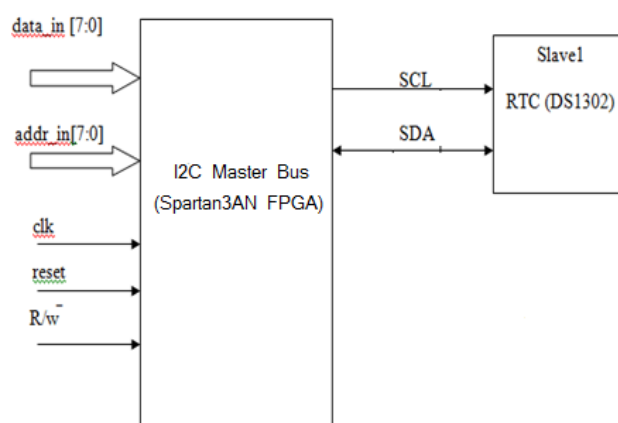 data_in [7:0]
addr_in[7:0]
clk
reset
R/w̅
I2C Master Bus
(Spartan3AN FPGA)
SCL
SDA
Slave1
RTC (DS1302)